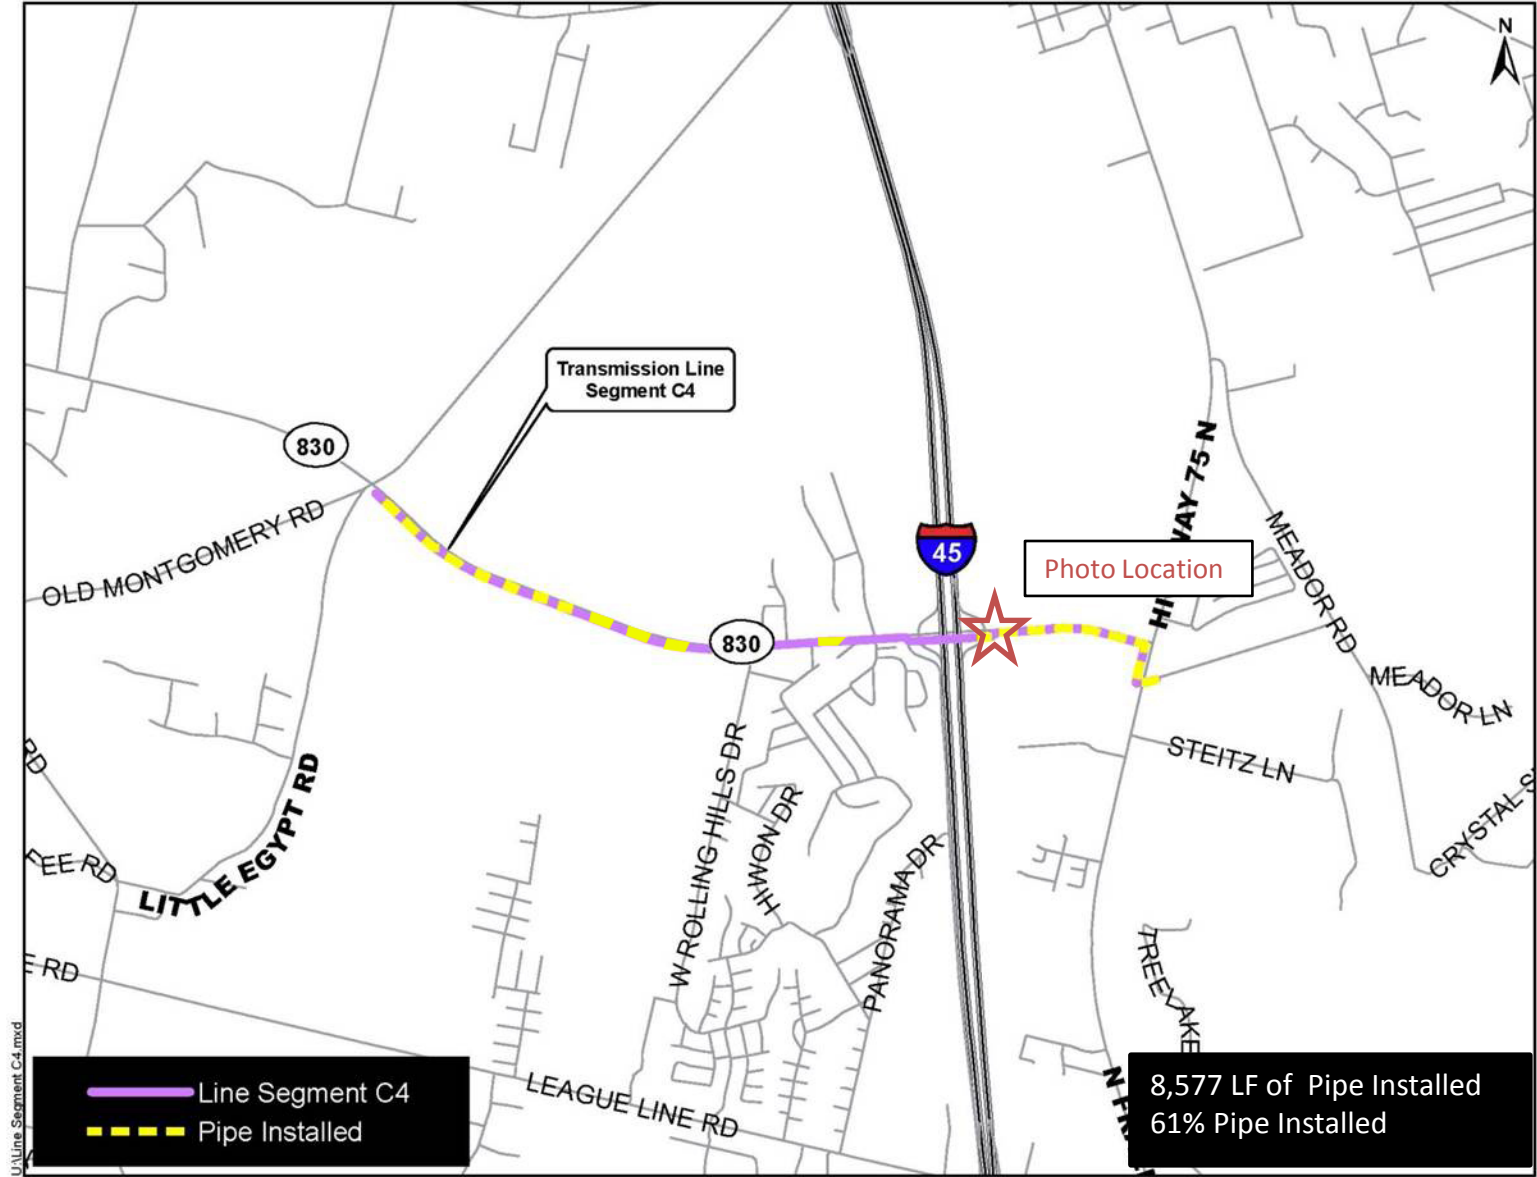 N
Transmission Line
Segment C4
830
OLD MONTGOMERY RD
HIGHWAY 75 N
45
Photo Location
MEADOR RD
830
MEADOR LN
STEITZ LN
RD
LITTLE EGYPT RD
W ROLLING HILLS DR
HIWON DR
PANORAMA DR
CRYSTAL S
FEE RD
E RD
TREE LAKE
LEAGUE LINE RD
U:\Line Segment C4.mxd
Line Segment C4
Pipe Installed
8,577 LF of Pipe Installed
61% Pipe Installed